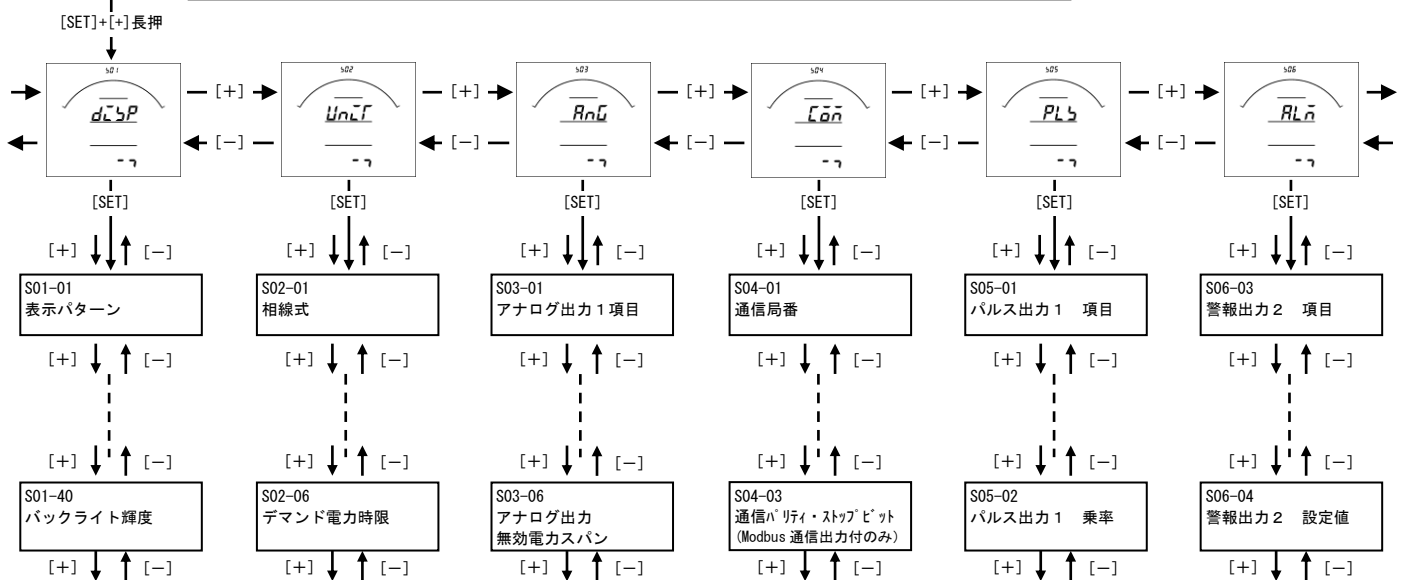 [SET]+[+]長押
S01 S02 S03 S04 S05 S06
[+] [+] [+] [+] [+]
diSP UniT AnG Com PLS ALm
[－] [－] [－] [－] [－]
[SET] [SET] [SET] [SET] [SET] [SET]
[+] [－] [+] [－] [+] [－] [+] [－] [+] [－] [+] [－]
S01-01
表示パターン
S02-01
相線式
S03-01
アナログ出力１項目
S04-01
通信局番
S05-01
パルス出力１　項目
S06-03
警報出力２　項目
[+] [－] [+] [－] [+] [－] [+] [－] [+] [－] [+] [－]
[+] [－] [+] [－] [+] [－] [+] [－] [+] [－] [+] [－]
S01-40
バックライト輝度
S02-06
デマンド電力時限
S03-06
アナログ出力
無効電力スパン
S04-03
通信ﾊﾟﾘﾃｨ・ｽﾄｯﾌﾟﾋﾞｯﾄ
(Modbus 通信出力付のみ)
S05-02
パルス出力１　乗率
S06-04
警報出力２　設定値
[+] [－] [+] [－] [+] [－] [+] [－] [+] [－] [+] [－]